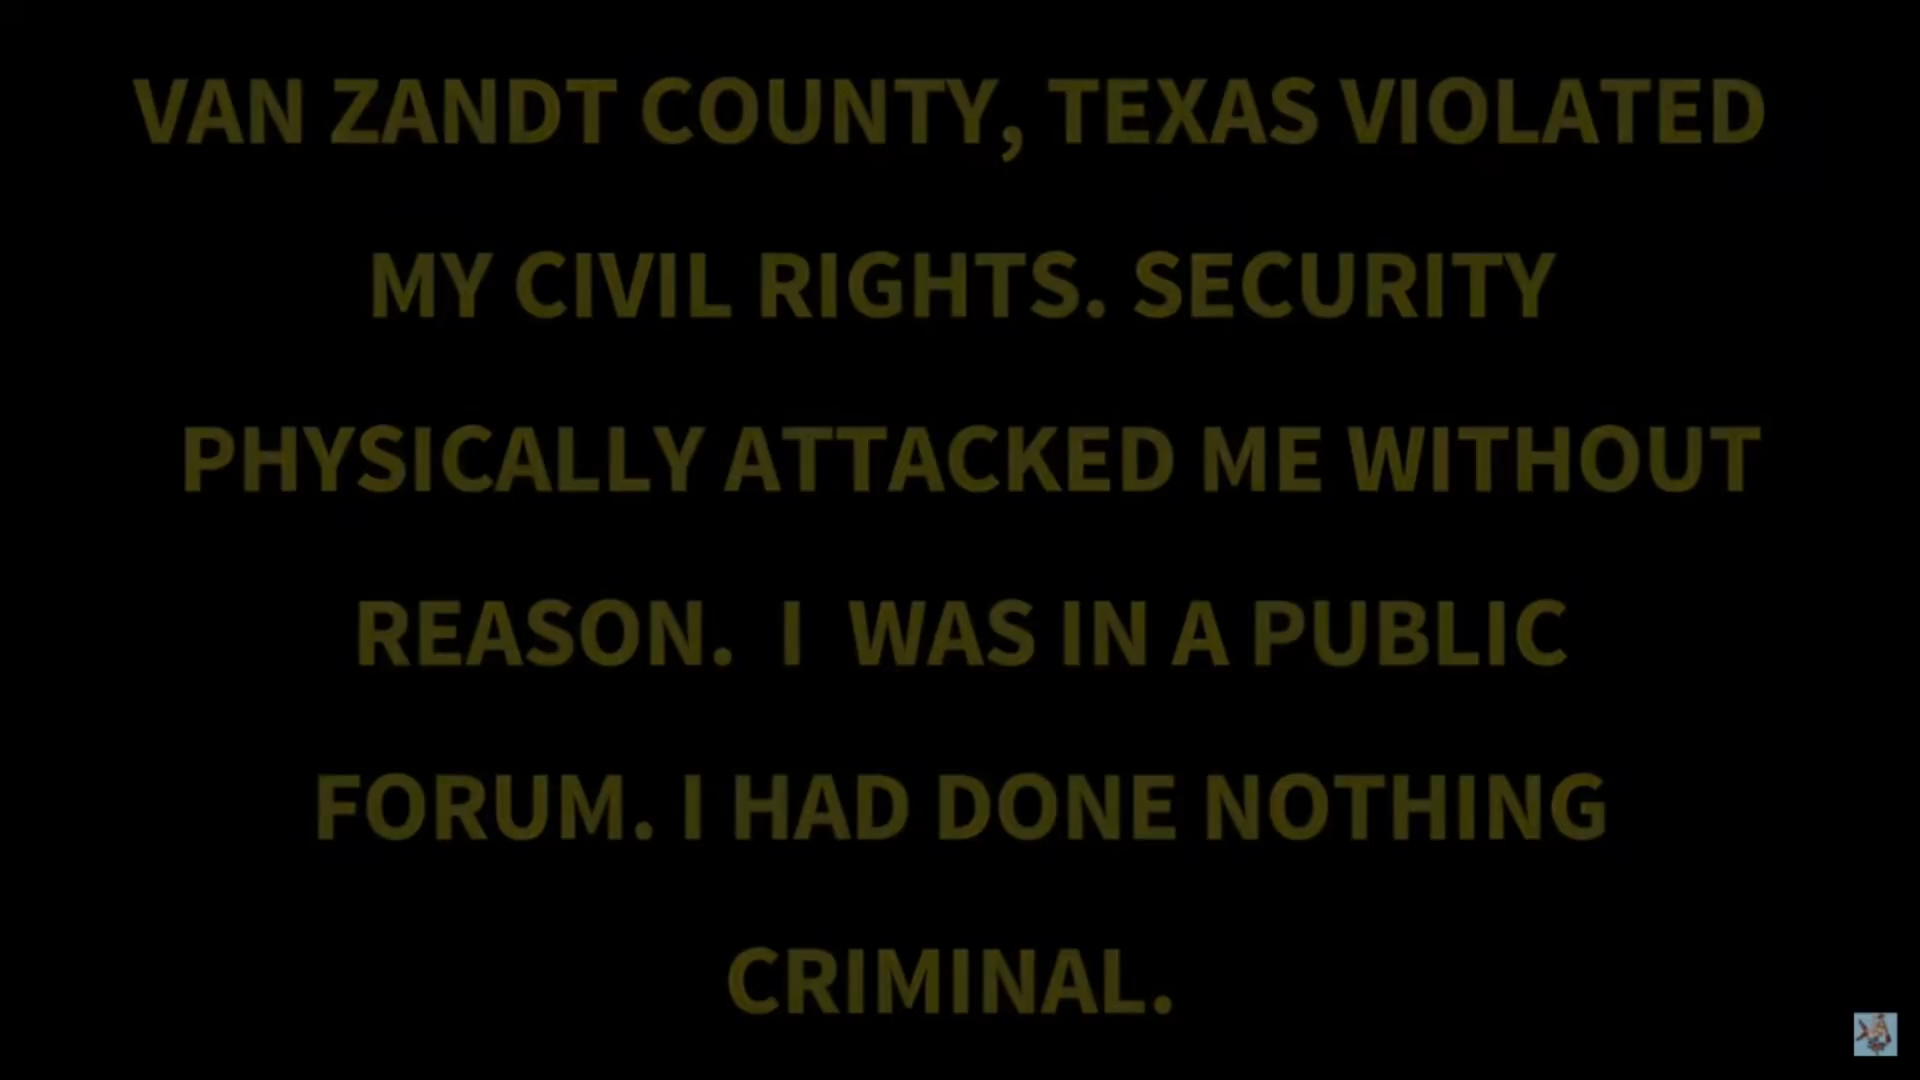 VAN ZANDT COUNTY, TEXAS VIOLATED
MY CIVIL RIGHTS. SECURITY
PHYSICALLY ATTACKED ME WITHOUT
REASON.  I  WAS IN A PUBLIC
FORUM. I HAD DONE NOTHING
CRIMINAL.